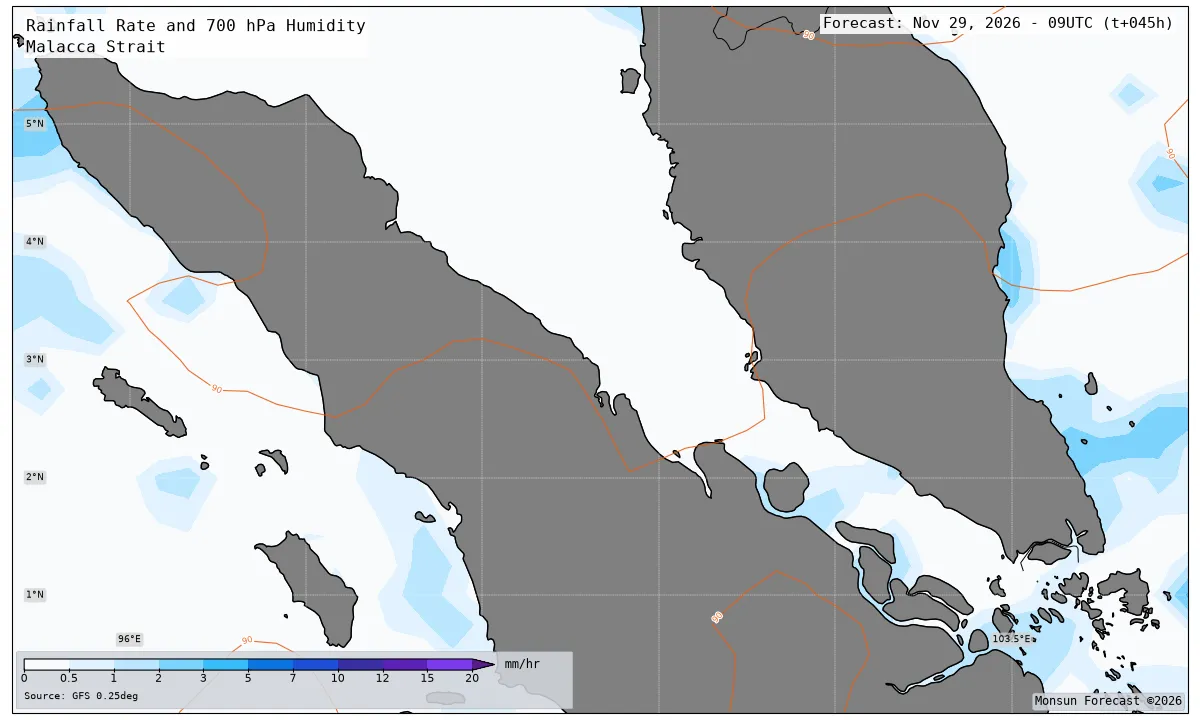 Rainfall Rate and 700 hPa Humidity
Malacca Strait
Forecast: Nov 29, 2026 - 09UTC (t+045h)
90
5°N
90
4°N
3°N
90
2°N
1°N
90
96°E
90
103.5°E
mm/hr
0 0.5 1 2 3 5 7 10 12 15 20
Source: GFS 0.25deg
Monsun Forecast ©2026